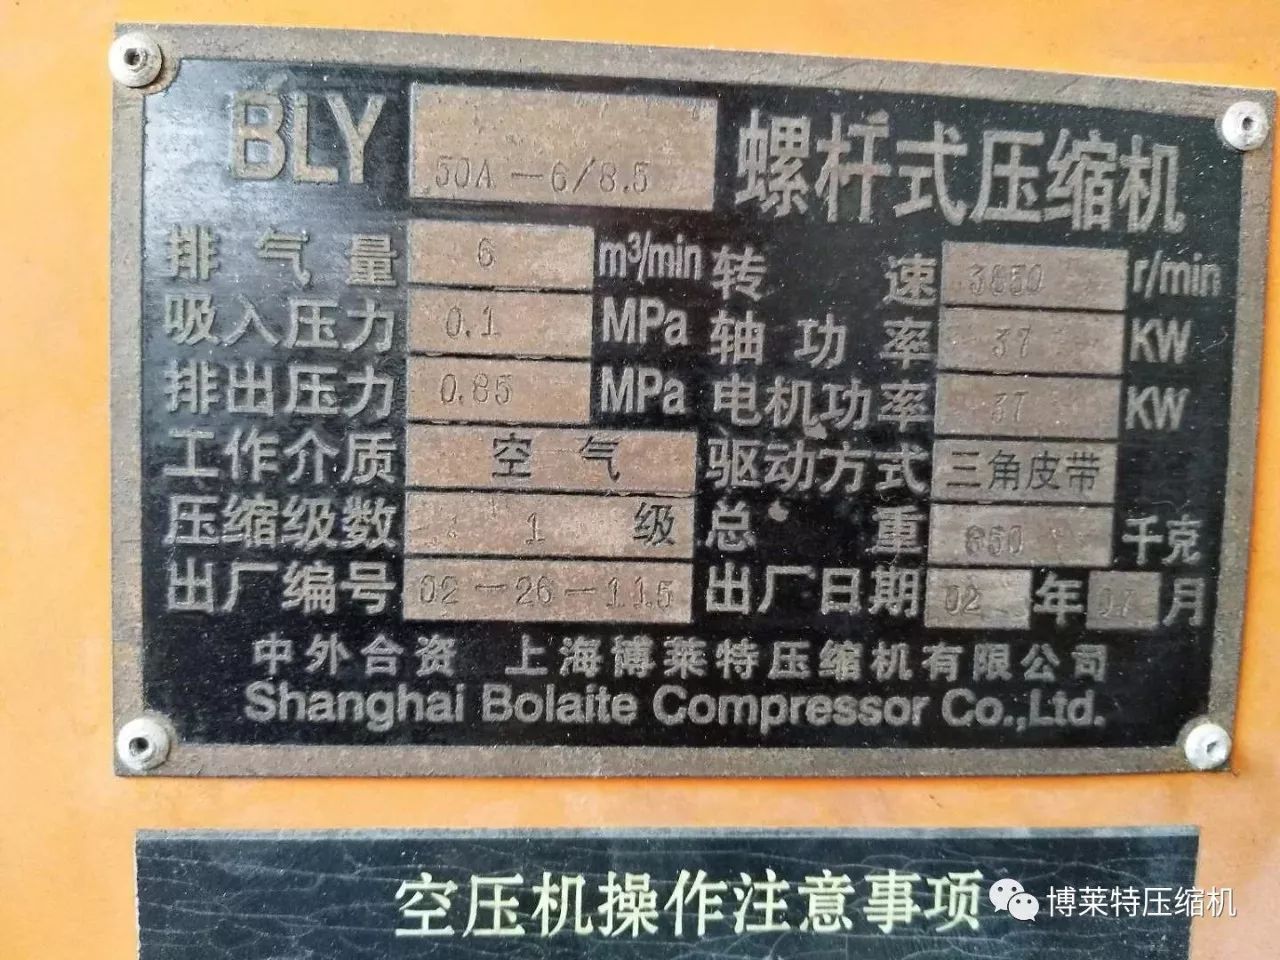 BLY 50A-6/8.5 螺杆式压缩机
排气量 6 m³/min 转速 r/min
吸入压力 0.1 MPa 轴功率 37 KW
排出压力 0.85 MPa 电机功率 37 KW
工作介质 空气 驱动方式 三角皮带
压缩级数 1 级 总重 850 千克
出厂编号 02-26-115 出厂日期 02 年 07 月
中外合资 上海博莱特压缩机有限公司
Shanghai Bolaite Compressor Co.,Ltd.
空压机操作注意事项
博莱特压缩机